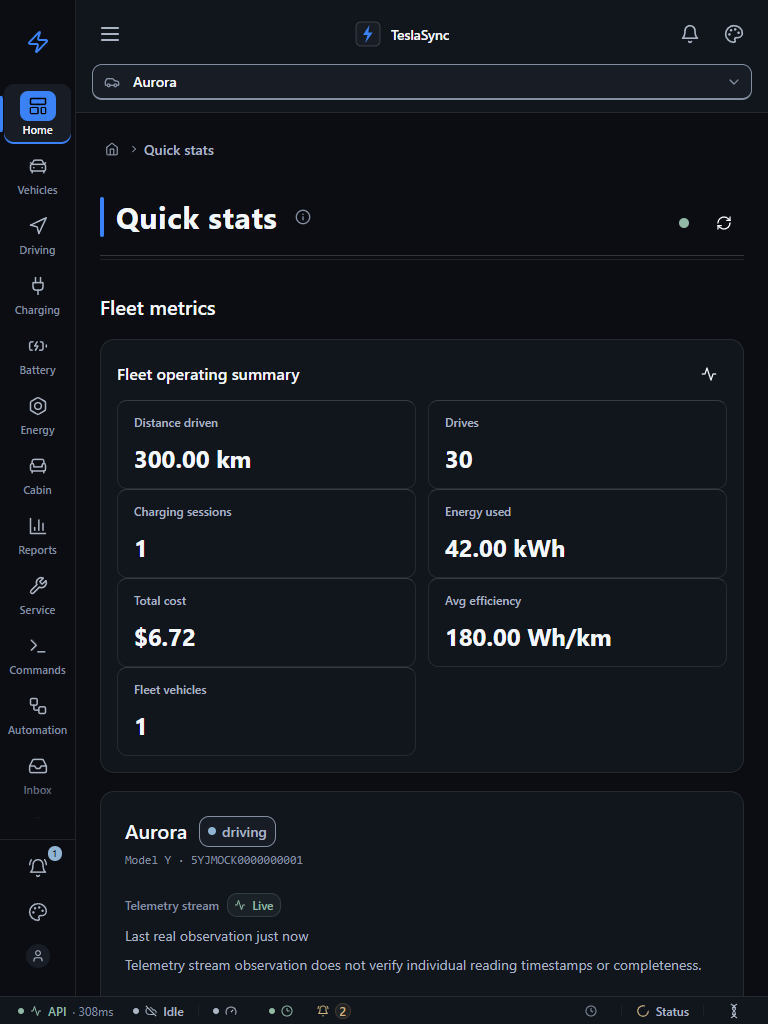 TeslaSync
Aurora
Home
Vehicles
Driving
Charging
Battery
Energy
Cabin
Reports
Service
Commands
Automation
Inbox
1
Quick stats
Quick stats
Fleet metrics
Fleet operating summary
Distance driven
300.00 km
Drives
30
Charging sessions
1
Energy used
42.00 kWh
Total cost
$6.72
Avg efficiency
180.00 Wh/km
Fleet vehicles
1
Aurora driving
Model Y · 5YJMOCK0000000001
Telemetry stream Live
Last real observation just now
Telemetry stream observation does not verify individual reading timestamps or completeness.
API · 308ms Idle 2 Status